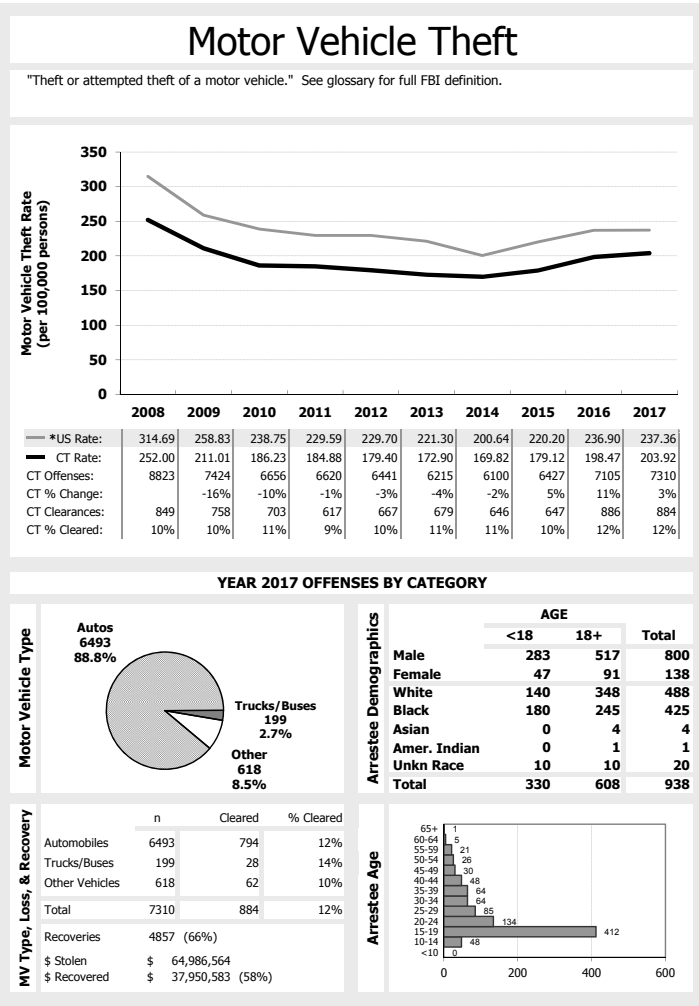 Motor Vehicle Theft
"Theft or attempted theft of a motor vehicle."  See glossary for full FBI definition.
Motor Vehicle Theft Rate
(per 100,000 persons)
350
300
250
200
150
100
50
0
2008 2009 2010 2011 2012 2013 2014 2015 2016 2017
*US Rate: 314.69 258.83 238.75 229.59 229.70 221.30 200.64 220.20 236.90 237.36
CT Rate: 252.00 211.01 186.23 184.88 179.40 172.90 169.82 179.12 198.47 203.92
CT Offenses: 8823 7424 6656 6620 6441 6215 6100 6427 7105 7310
CT % Change: -16% -10% -1% -3% -4% -2% 5% 11% 3%
CT Clearances: 849 758 703 617 667 679 646 647 886 884
CT % Cleared: 10% 10% 11% 9% 10% 11% 11% 10% 12% 12%
YEAR 2017 OFFENSES BY CATEGORY
Motor Vehicle Type
Autos
6493
88.8%
Trucks/Buses
199
2.7%
Other
618
8.5%
Arrestee Demographics
AGE
<18 18+ Total
Male 283 517 800
Female 47 91 138
White 140 348 488
Black 180 245 425
Asian 0 4 4
Amer. Indian 0 1 1
Unkn Race 10 10 20
Total 330 608 938
MV Type, Loss, & Recovery
n Cleared % Cleared
Automobiles 6493 794 12%
Trucks/Buses 199 28 14%
Other Vehicles 618 62 10%
Total 7310 884 12%
Recoveries 4857 (66%)
$ Stolen $ 64,986,564
$ Recovered $ 37,950,583 (58%)
Arrestee Age
65+ 1
60-64 5
55-59 21
50-54 26
45-49 30
40-44 48
35-39 64
30-34 64
25-29 85
20-24 134
15-19 412
10-14 48
<10 0
0 200 400 600